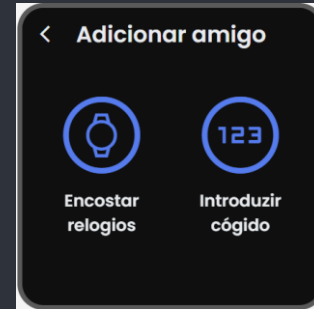 < Adicionar amigo
123
Encostar
relogios
Introduzir
cógido